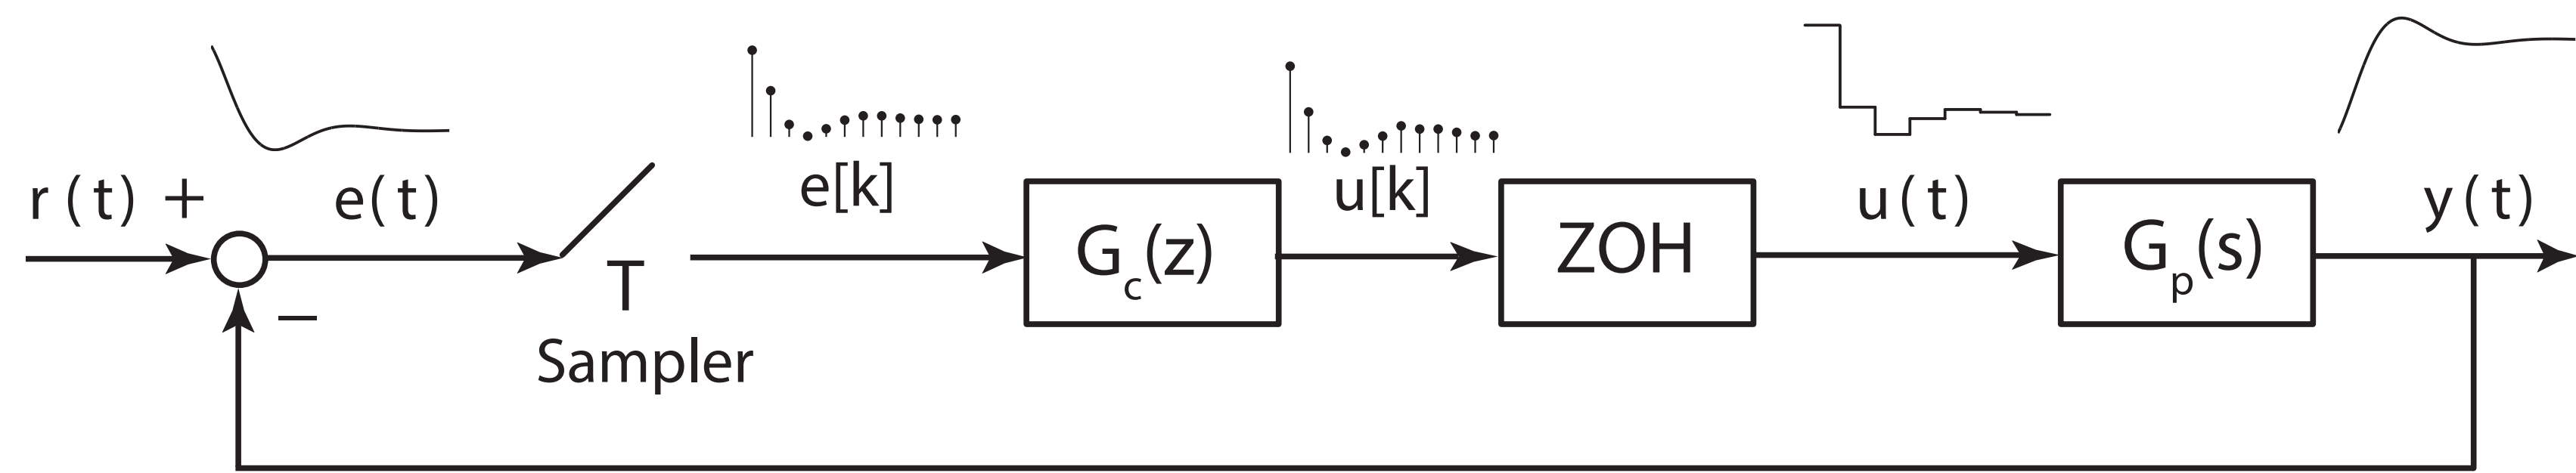 r(t) +
e(t)
e[k]
u[k]
u(t)
y(t)
G_c(z)
ZOH
G_p(s)
T
−
Sampler